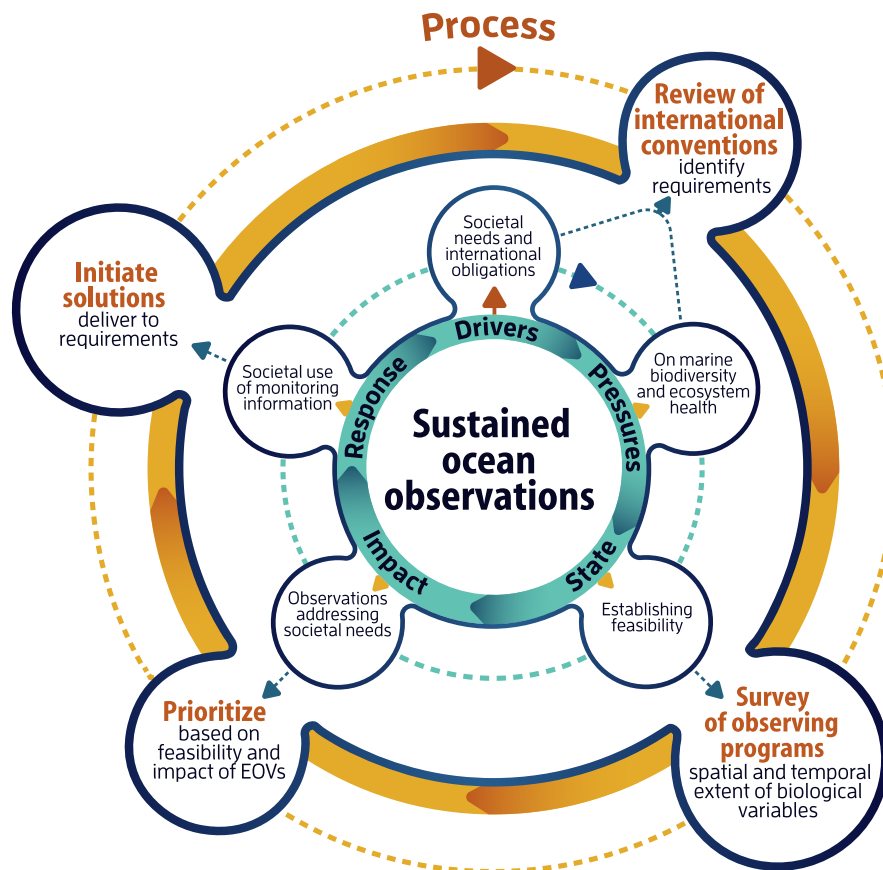 Process
Review of
international
conventions
identify
requirements
Societal
needs and
international
obligations
Initiate
solutions
deliver to
requirements
Drivers
Societal use
of monitoring
information
Response
Pressures
On marine
biodiversity
and ecosystem
health
Sustained
ocean
observations
Impact
State
Observations
addressing
societal needs
Establishing
feasibility
Prioritize
based on
feasibility and
impact of EOVs
Survey
of observing
programs
spatial and temporal
extent of biological
variables